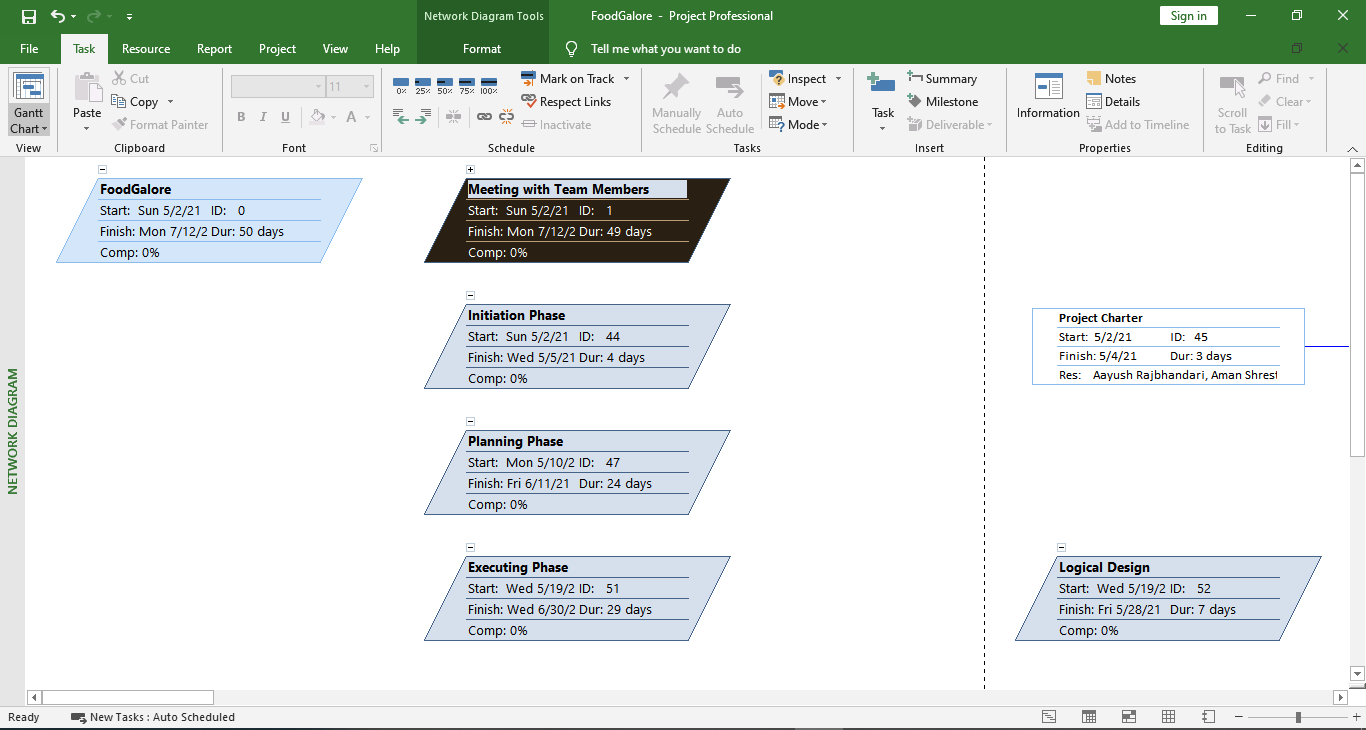 Network Diagram Tools
FoodGalore - Project Professional
Sign in
File Task Resource Report Project View Help Format Tell me what you want to do
Gantt Chart
View
Paste
Cut
Copy
Format Painter
Clipboard
11
B I U A
Font
0% 25% 50% 75% 100%
Mark on Track
Respect Links
Inactivate
Schedule
Manually Schedule
Auto Schedule
Inspect
Move
Mode
Tasks
Task
Summary
Milestone
Deliverable
Insert
Information
Notes
Details
Add to Timeline
Properties
Scroll to Task
Find
Clear
Fill
Editing
NETWORK DIAGRAM
FoodGalore
Start: Sun 5/2/21 ID: 0
Finish: Mon 7/12/2 Dur: 50 days
Comp: 0%
Meeting with Team Members
Start: Sun 5/2/21 ID: 1
Finish: Mon 7/12/2 Dur: 49 days
Comp: 0%
Initiation Phase
Start: Sun 5/2/21 ID: 44
Finish: Wed 5/5/21 Dur: 4 days
Comp: 0%
Project Charter
Start: 5/2/21 ID: 45
Finish: 5/4/21 Dur: 3 days
Res: Aayush Rajbhandari, Aman Shrest
Planning Phase
Start: Mon 5/10/2 ID: 47
Finish: Fri 6/11/21 Dur: 24 days
Comp: 0%
Executing Phase
Start: Wed 5/19/2 ID: 51
Finish: Wed 6/30/2 Dur: 29 days
Comp: 0%
Logical Design
Start: Wed 5/19/2 ID: 52
Finish: Fri 5/28/21 Dur: 7 days
Comp: 0%
Ready New Tasks : Auto Scheduled